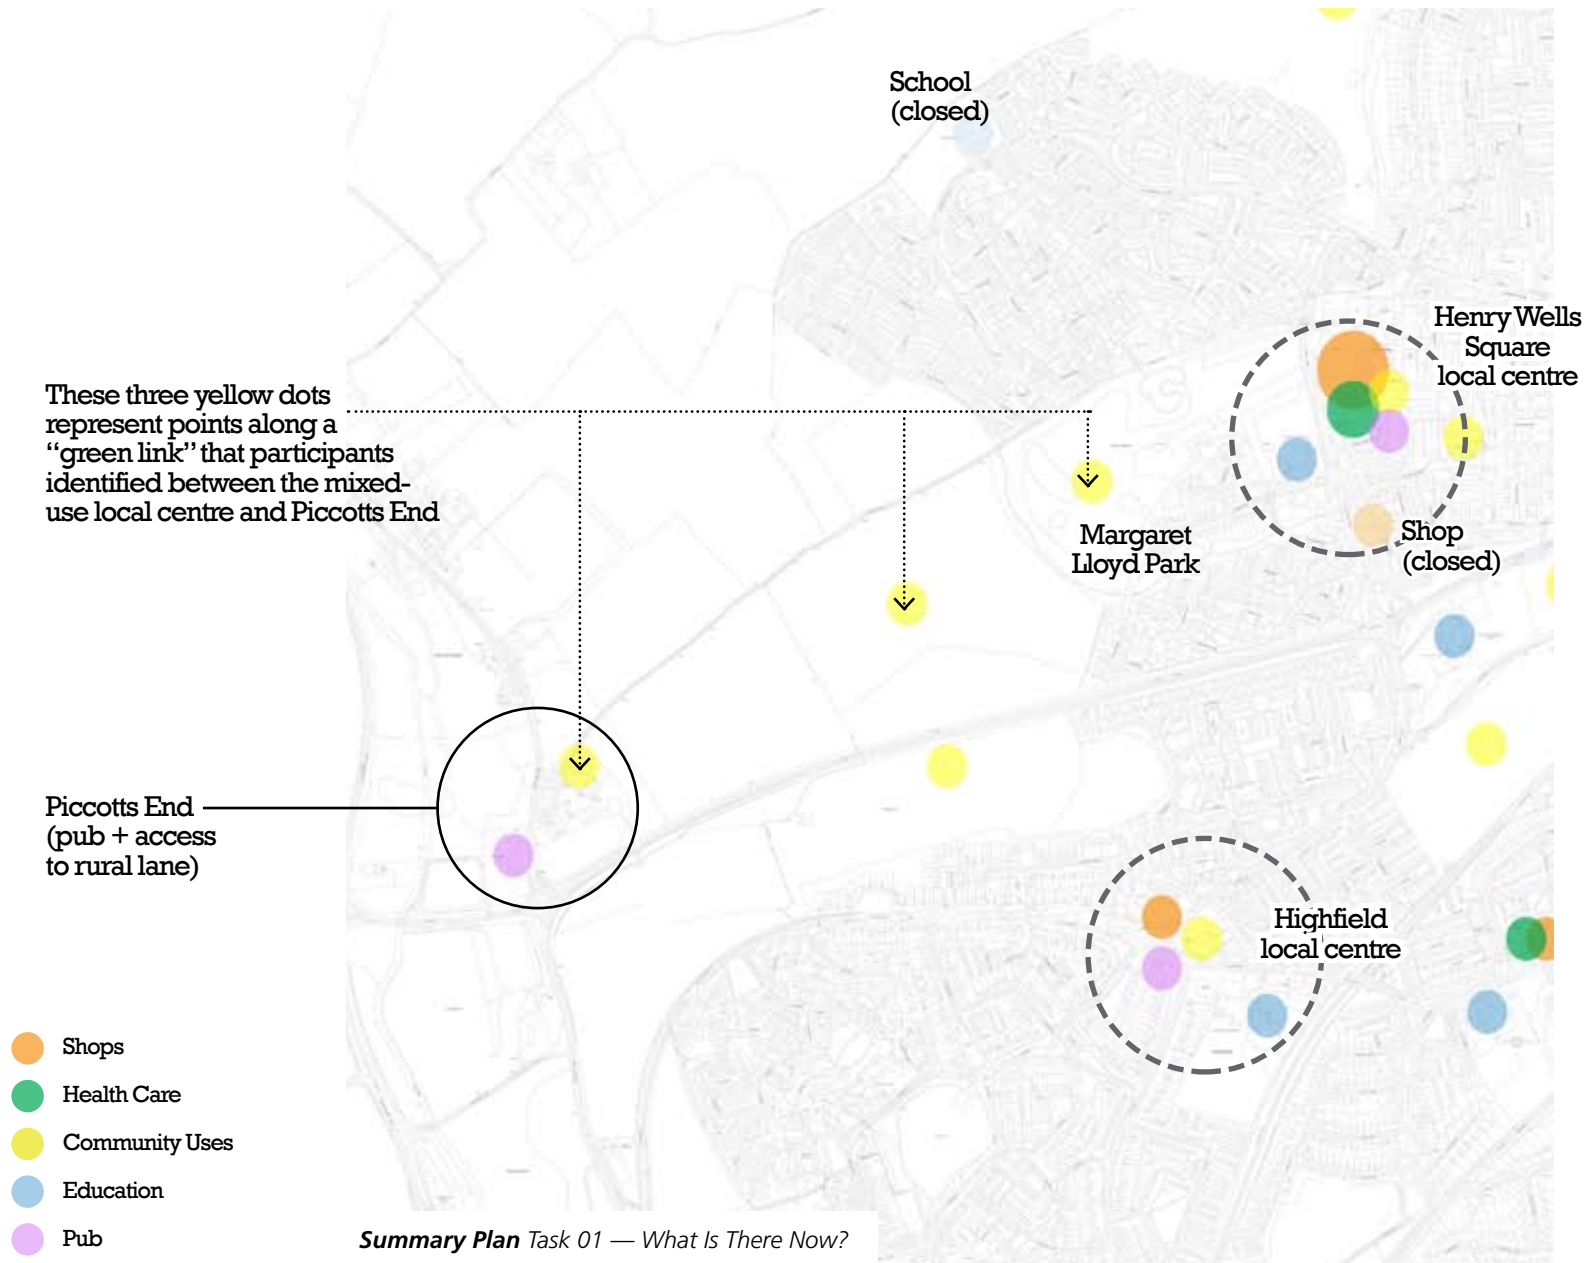 School
(closed)
Henry Wells
Square
local centre
These three yellow dots
represent points along a
“green link” that participants
identified between the mixed-
use local centre and Piccotts End
Margaret
Lloyd Park
Shop
(closed)
Piccotts End
(pub + access
to rural lane)
Highfield
local centre
Shops
Health Care
Community Uses
Education
Pub
Summary Plan Task 01 — What Is There Now?